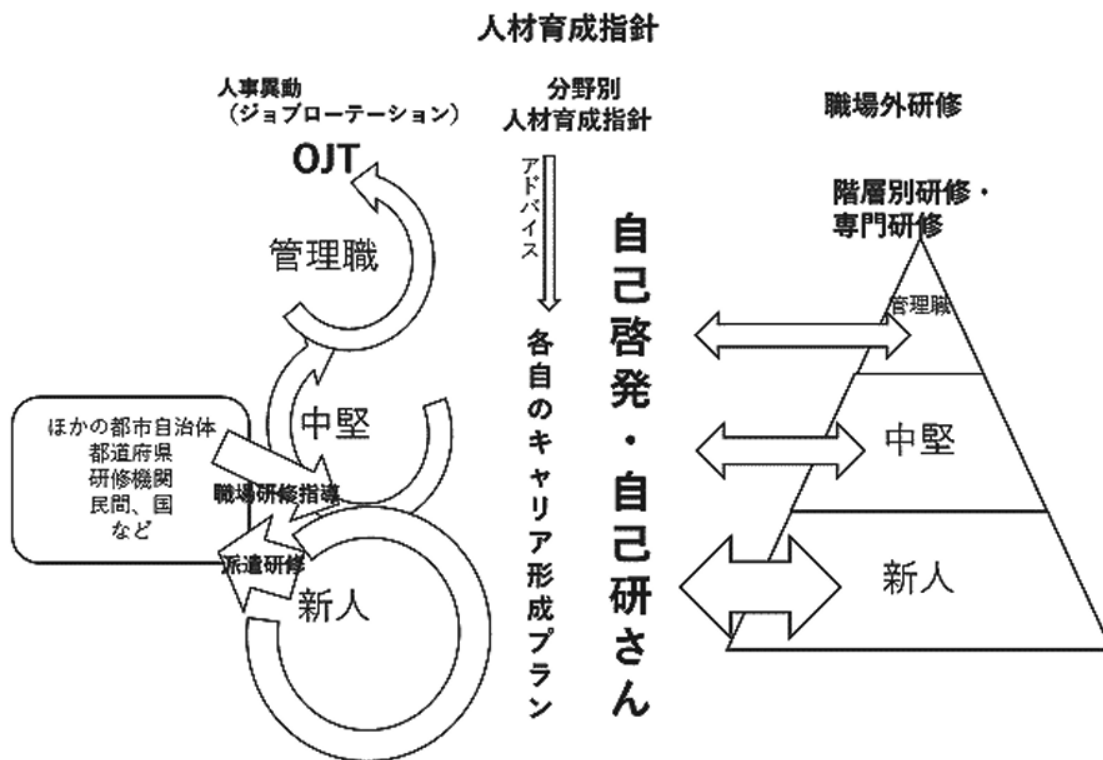 人材育成指針
人事異動
(ジョブローテーション)
OJT
管理職
中堅
新人
ほかの都市自治体
都道府県
研修機関
民間、国
など
職場研修指導
派遣研修
分野別
人材育成指針
アドバイス
各自のキャリア形成プラン
自己啓発・自己研さん
職場外研修
階層別研修・
専門研修
管理職
中堅
新人